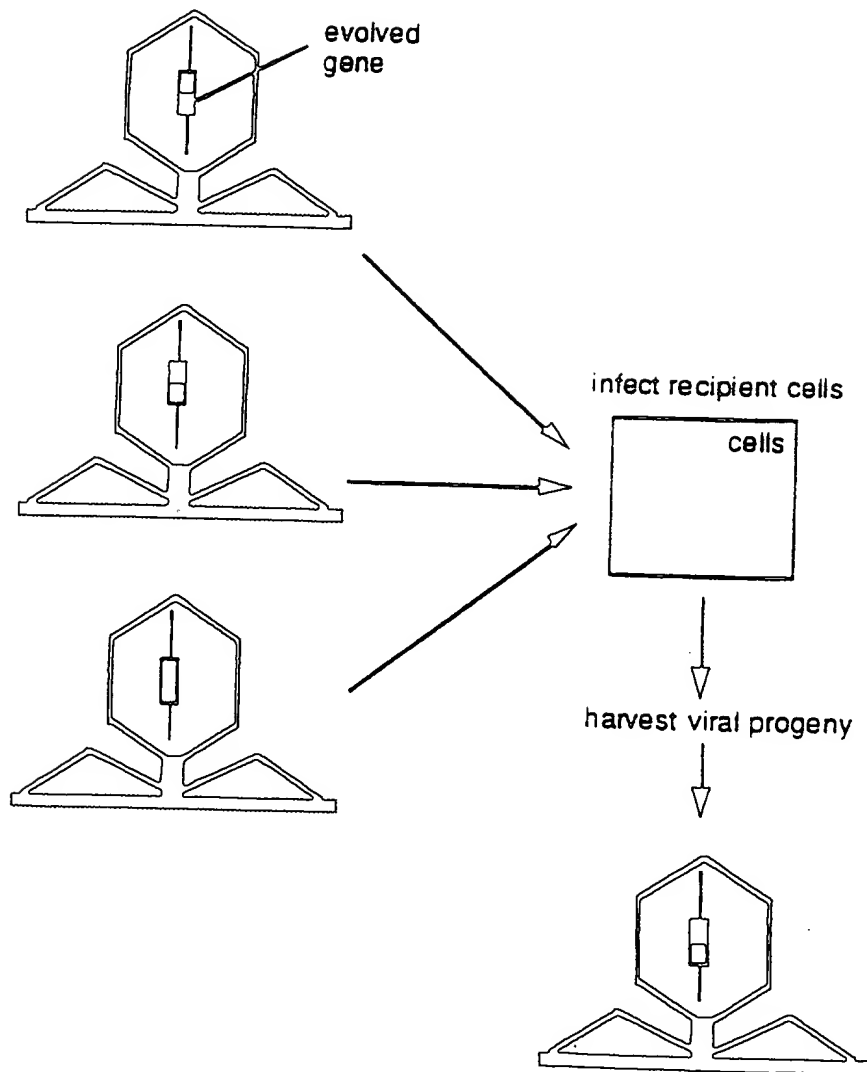 evolved
gene
infect recipient cells
cells
harvest viral progeny